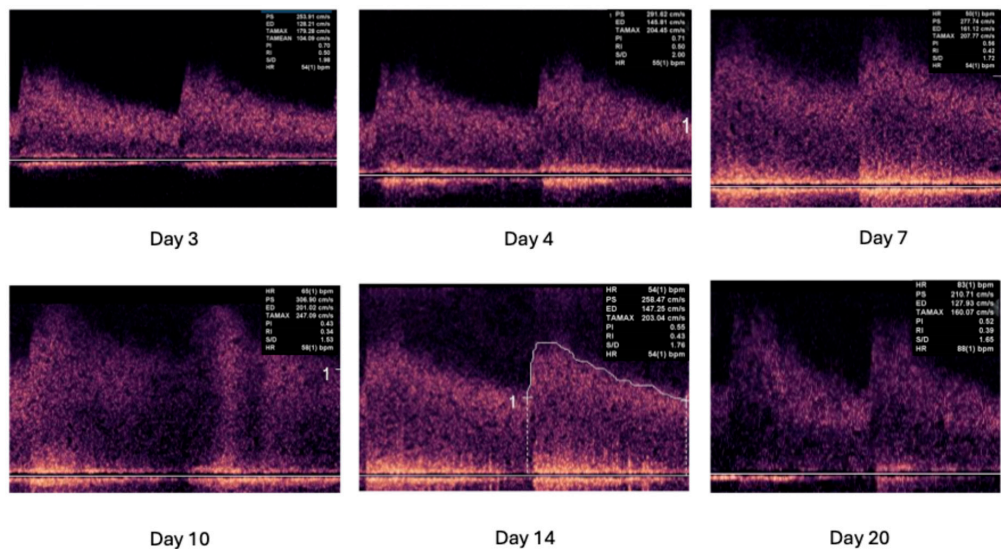 PS 253.91 cm/s
ED 128.21 cm/s
TAMAX 179.28 cm/s
TAMEAN 104.09 cm/s
PI 0.70
RI 0.50
S/D 1.98
HR 54(1) bpm
Day 3
PS 291.62 cm/s
ED 145.81 cm/s
TAMAX 204.45 cm/s
PI 0.71
RI 0.50
S/D 2.00
HR 55(1) bpm
1
Day 4
HR 50(1) bpm
PS 277.74 cm/s
ED 161.12 cm/s
TAMAX 207.77 cm/s
PI 0.56
RI 0.42
S/D 1.72
HR 54(1) bpm
Day 7
HR 65(1) bpm
PS 306.90 cm/s
ED 201.02 cm/s
TAMAX 247.09 cm/s
PI 0.43
RI 0.34
S/D 1.53
HR 58(1) bpm
1
Day 10
HR 54(1) bpm
PS 258.47 cm/s
ED 147.25 cm/s
TAMAX 203.04 cm/s
PI 0.55
RI 0.43
S/D 1.76
HR 54(1) bpm
1
Day 14
HR 83(1) bpm
PS 210.71 cm/s
ED 127.93 cm/s
TAMAX 160.07 cm/s
PI 0.52
RI 0.39
S/D 1.65
HR 88(1) bpm
Day 20